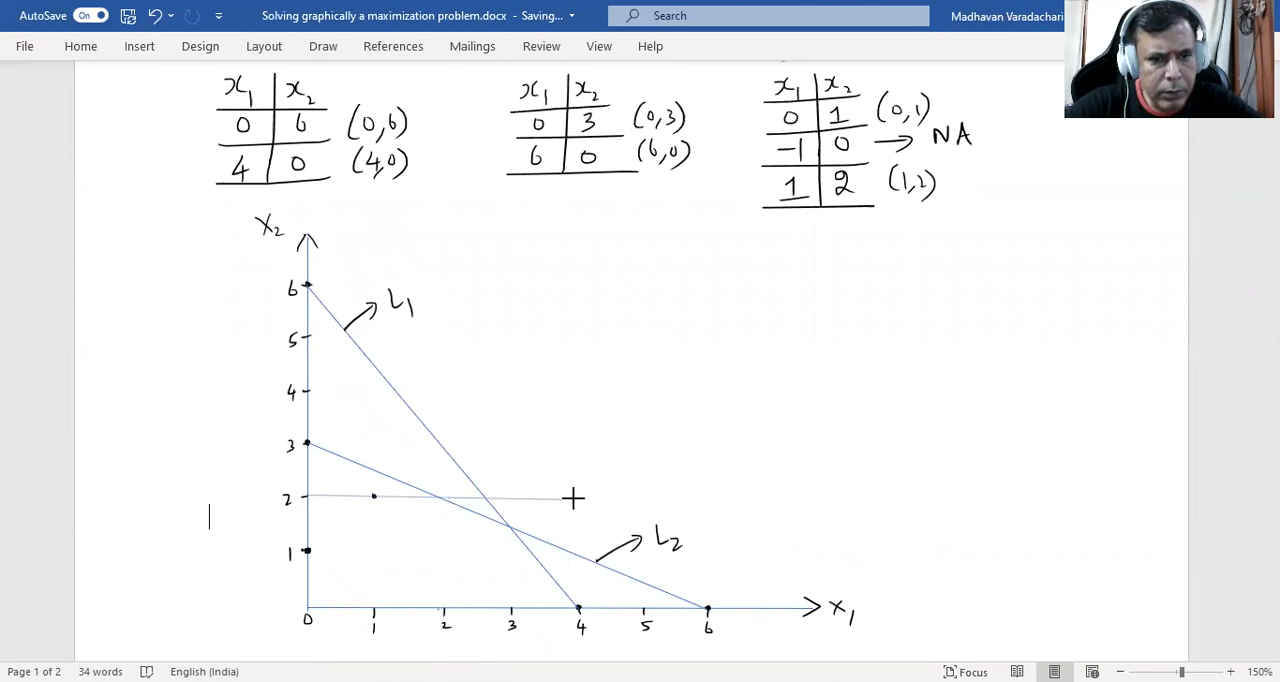 AutoSave On Solving graphically a maximization problem.docx - Saving... Search Madhavan Varadachari
File Home Insert Design Layout Draw References Mailings Review View Help
x₁ x₂
0 6 (0,6)
4 0 (4,0)
x₁ x₂
0 3 (0,3)
6 0 (6,0)
x₁ x₂
0 1 (0,1)
-1 0 → NA
1 2 (1,2)
X₂
6
L₁
5
4
3
2
L₂
1
0 1 2 3 4 5 6 X₁
Page 1 of 2 34 words English (India) Focus 150%